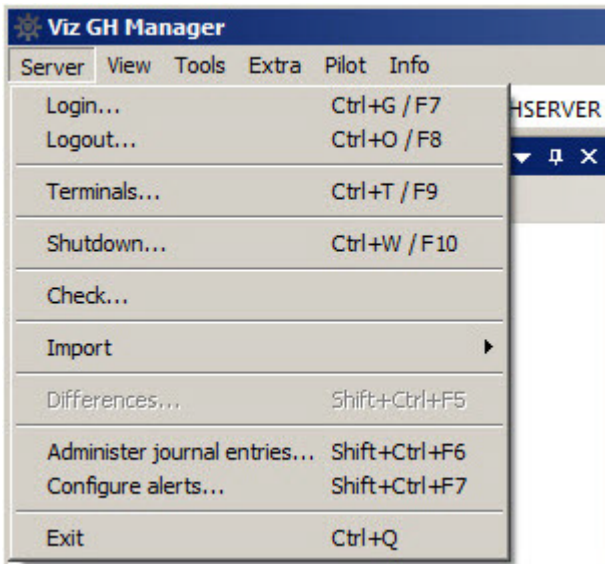 Viz GH Manager
Server View Tools Extra Pilot Info
Login... Ctrl+G / F7
HSERVER
Logout... Ctrl+O / F8
Terminals... Ctrl+T / F9
Shutdown... Ctrl+W / F10
Check...
Import
Differences... Shift+Ctrl+F5
Administer journal entries... Shift+Ctrl+F6
Configure alerts... Shift+Ctrl+F7
Exit Ctrl+Q